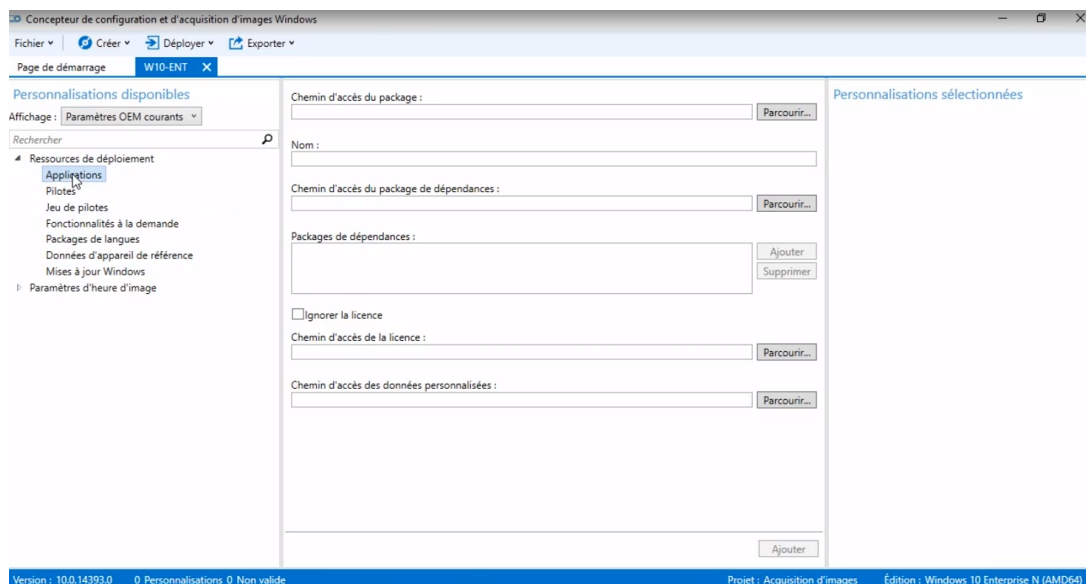 Concepteur de configuration et d'acquisition d'images Windows
Fichier Créer Déployer Exporter
Page de démarrage W10-ENT
Personnalisations disponibles
Affichage : Paramètres OEM courants
Rechercher
Ressources de déploiement
Applications
Pilotes
Jeu de pilotes
Fonctionnalités à la demande
Packages de langues
Données d'appareil de référence
Mises à jour Windows
Paramètres d'heure d'image
Chemin d'accès du package :
Parcourir...
Nom :
Chemin d'accès du package de dépendances :
Parcourir...
Packages de dépendances :
Ajouter
Supprimer
Ignorer la licence
Chemin d'accès de la licence :
Parcourir...
Chemin d'accès des données personnalisées :
Parcourir...
Ajouter
Personnalisations sélectionnées
Version : 10.0.14393.0 0 Personnalisations 0 Non valide Projet : Acquisition d'images Édition : Windows 10 Enterprise N (AMD64)